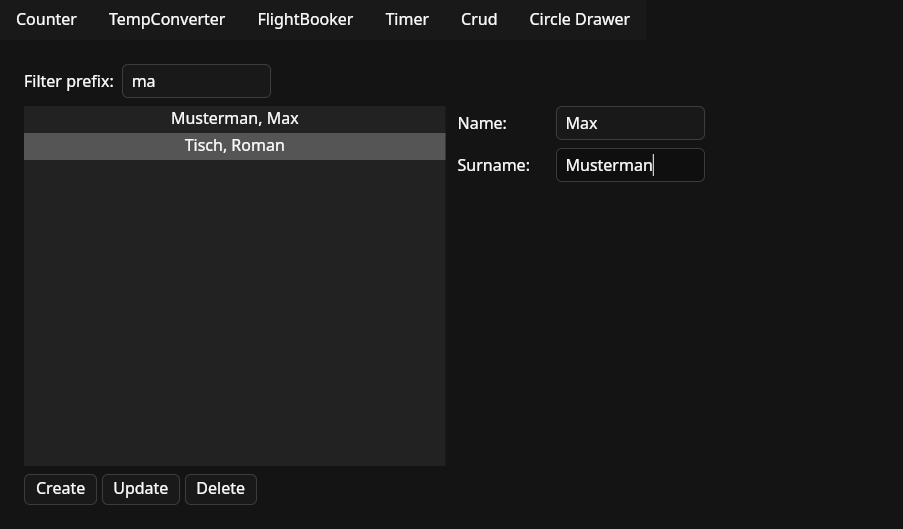 Counter TempConverter FlightBooker Timer Crud Circle Drawer
Filter prefix: ma
Musterman, Max
Tisch, Roman
Name: Max
Surname: Musterman
Create Update Delete